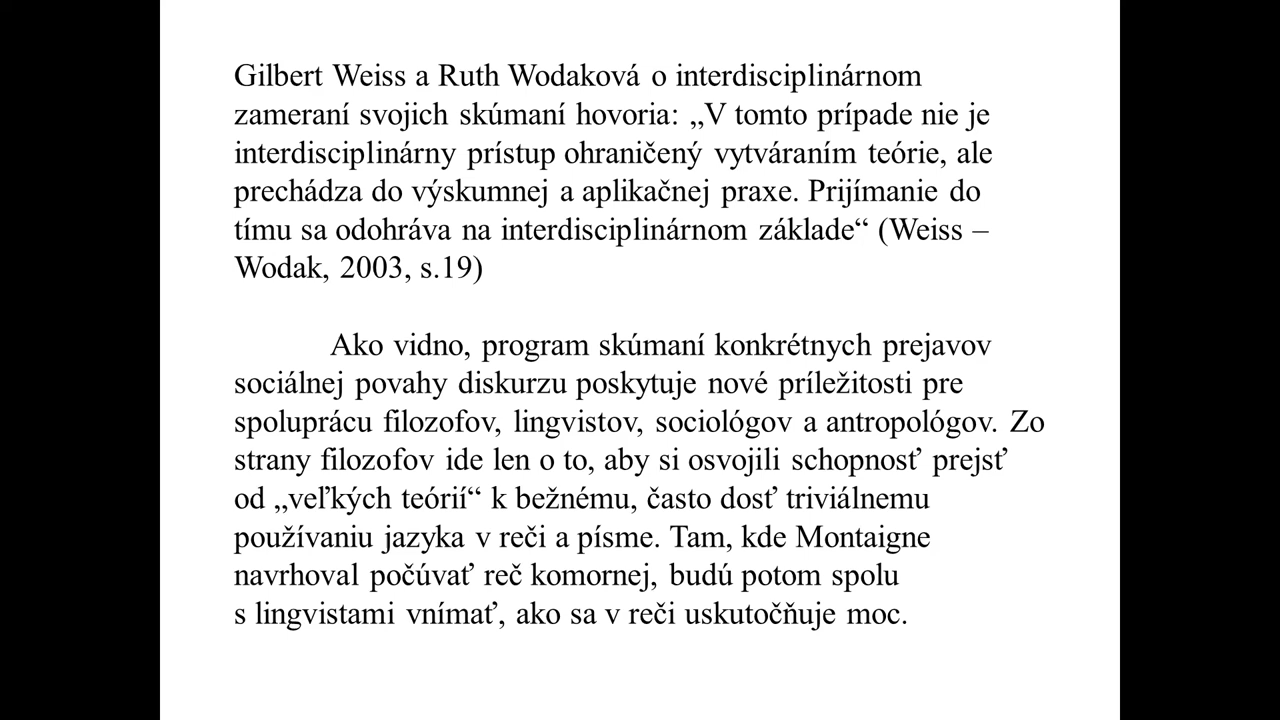 Gilbert Weiss a Ruth Wodaková o interdisciplinárnom
zameraní svojich skúmaní hovoria: „V tomto prípade nie je
interdisciplinárny prístup ohraničený vytváraním teórie, ale
prechádza do výskumnej a aplikačnej praxe. Prijímanie do
tímu sa odohráva na interdisciplinárnom základe“ (Weiss –
Wodak, 2003, s.19)
Ako vidno, program skúmaní konkrétnych prejavov
sociálnej povahy diskurzu poskytuje nové príležitosti pre
spoluprácu filozofov, lingvistov, sociológov a antropológov. Zo
strany filozofov ide len o to, aby si osvojili schopnosť prejsť
od „veľkých teórií“ k bežnému, často dosť triviálnemu
používaniu jazyka v reči a písme. Tam, kde Montaigne
navrhoval počúvať reč komornej, budú potom spolu
s lingvistami vnímať, ako sa v reči uskutočňuje moc.